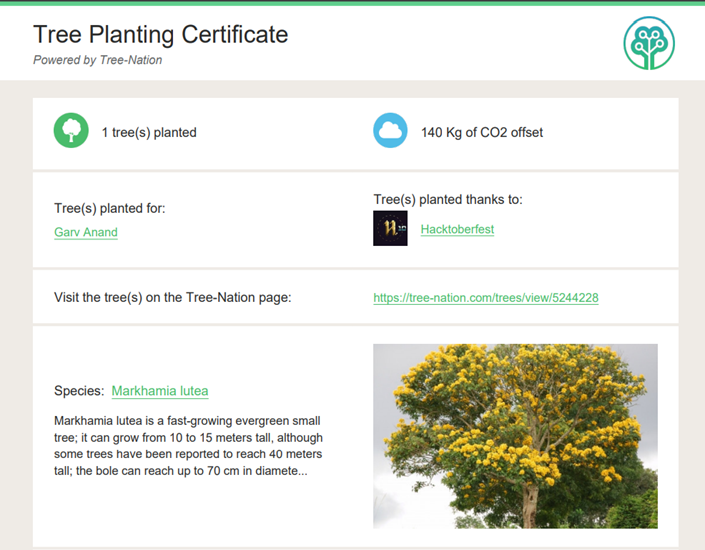 Tree Planting Certificate
Powered by Tree-Nation
1 tree(s) planted
140 Kg of CO2 offset
Tree(s) planted for:
Garv Anand
Tree(s) planted thanks to:
Hacktoberfest
Visit the tree(s) on the Tree-Nation page:
https://tree-nation.com/trees/view/5244228
Species: Markhamia lutea
Markhamia lutea is a fast-growing evergreen small
tree; it can grow from 10 to 15 meters tall, although
some trees have been reported to reach 40 meters
tall; the bole can reach up to 70 cm in diamete...